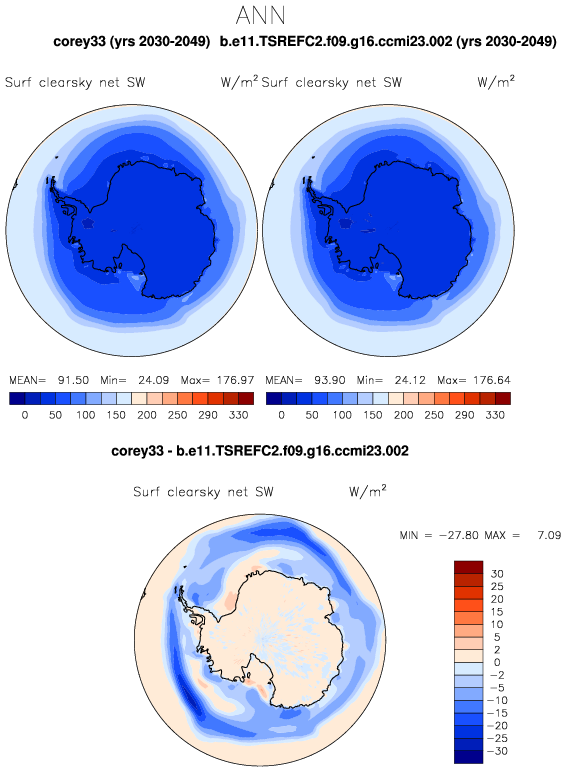 ANN
corey33 (yrs 2030-2049) b.e11.TSREFC2.f09.g16.ccmi23.002 (yrs 2030-2049)
Surf clearsky net SW W/m² Surf clearsky net SW W/m²
MEAN= 91.50 Min= 24.09 Max= 176.97 MEAN= 93.90 Min= 24.12 Max= 176.64
0 50 100 150 200 250 290 330 0 50 100 150 200 250 290 330
corey33 - b.e11.TSREFC2.f09.g16.ccmi23.002
Surf clearsky net SW W/m²
MIN = -27.80 MAX = 7.09
30
25
20
15
10
5
2
0
-2
-5
-10
-15
-20
-25
-30